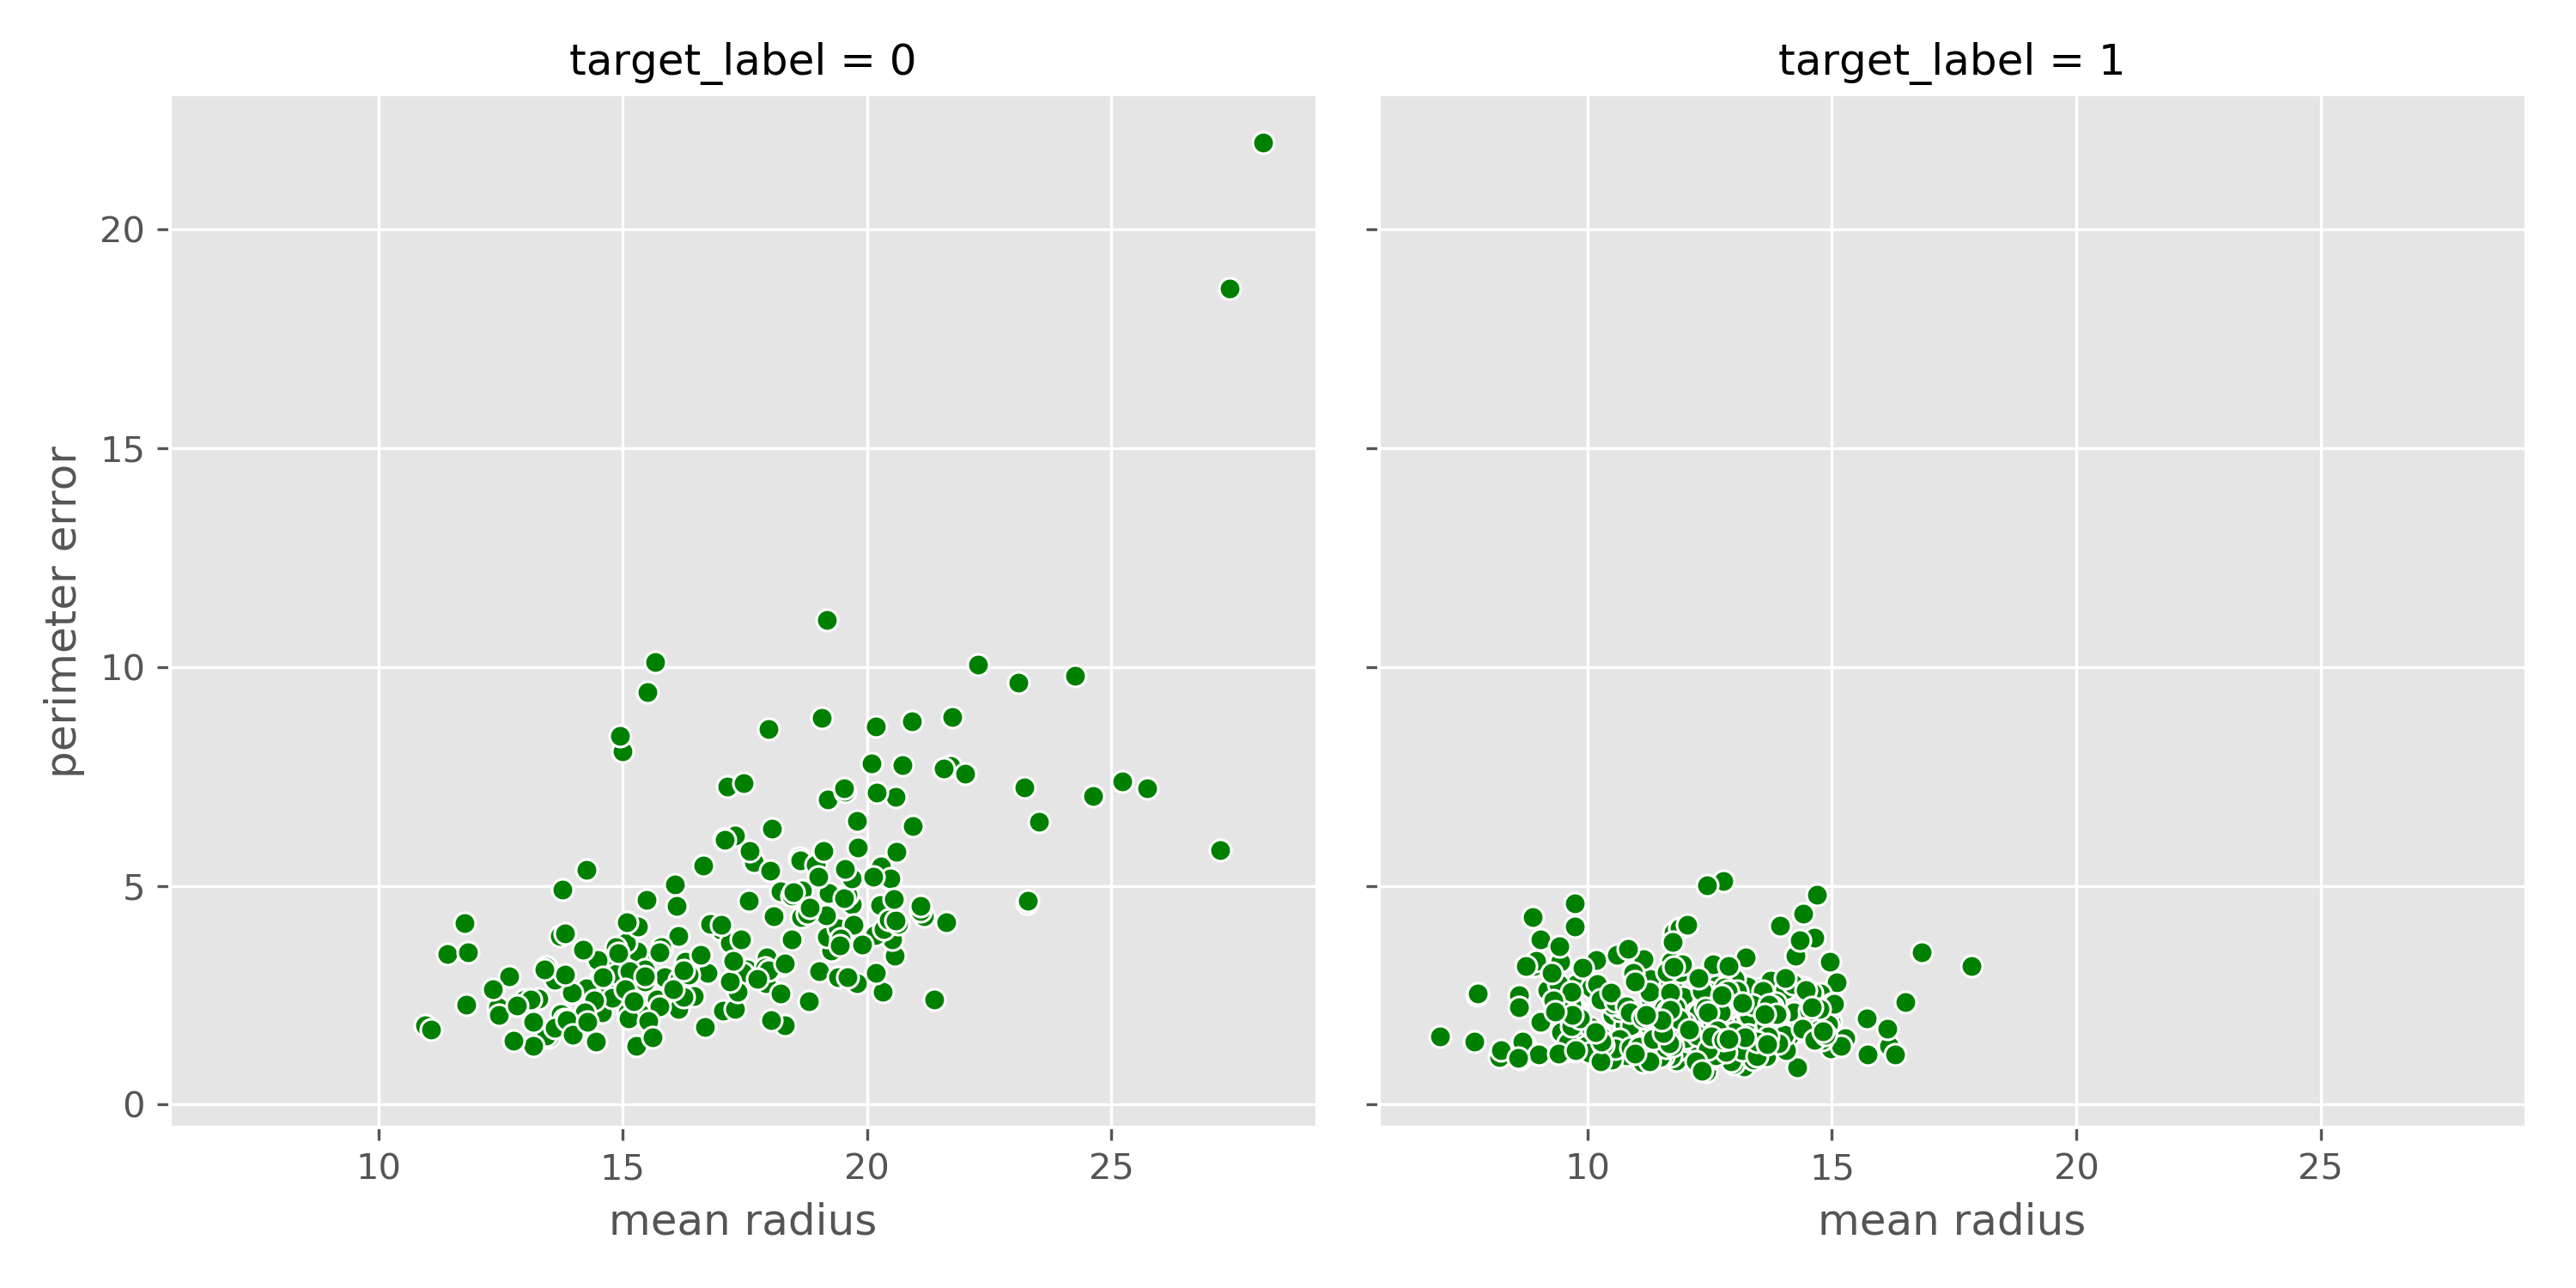 target_label = 0
target_label = 1
perimeter error
20
15
10
5
0
10 15 20 25
10 15 20 25
mean radius
mean radius